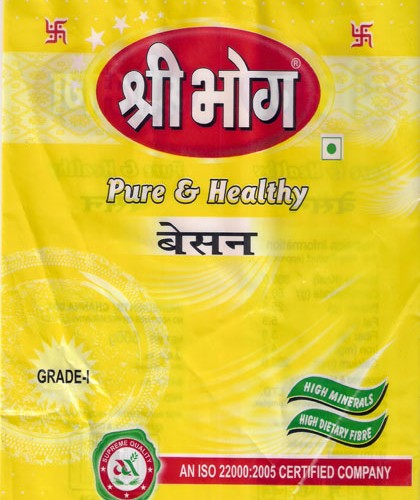 श्री भोग
®
Pure & Healthy
बेसन
GRADE-I
HIGH MINERALS
HIGH DIETARY FIBRE
SUPREME QUALITY
AN ISO 22000:2005 CERTIFIED COMPANY